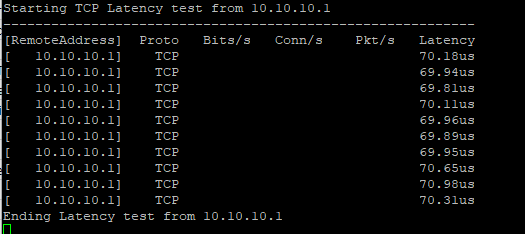 Starting TCP Latency test from 10.10.10.1
-----------------------------------------------------------
[RemoteAddress]  Proto   Bits/s   Conn/s    Pkt/s   Latency
[   10.10.10.1]    TCP                              70.18us
[   10.10.10.1]    TCP                              69.94us
[   10.10.10.1]    TCP                              69.81us
[   10.10.10.1]    TCP                              70.11us
[   10.10.10.1]    TCP                              69.96us
[   10.10.10.1]    TCP                              69.89us
[   10.10.10.1]    TCP                              69.95us
[   10.10.10.1]    TCP                              70.65us
[   10.10.10.1]    TCP                              70.98us
[   10.10.10.1]    TCP                              70.31us
Ending Latency test from 10.10.10.1